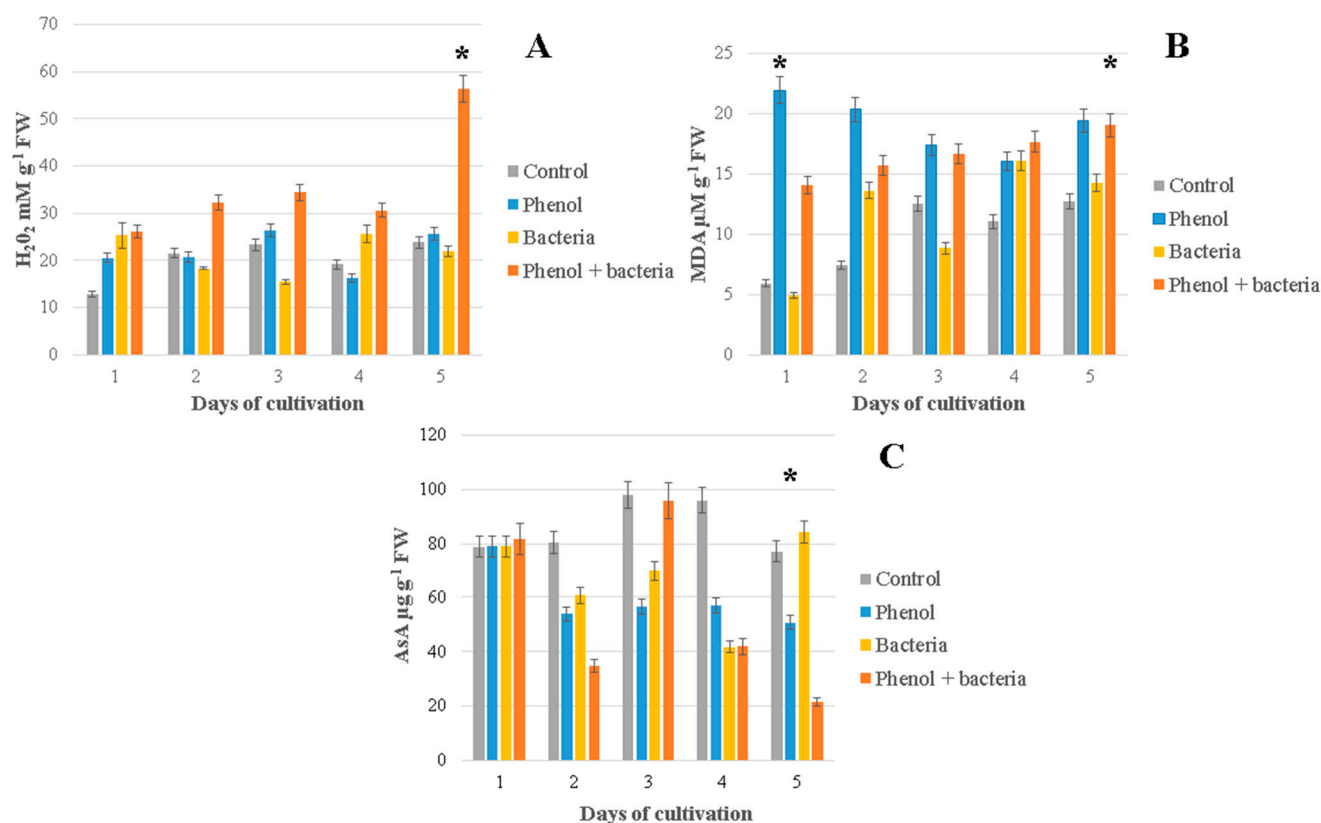 A
*
H₂0₂, mM g⁻¹ FW
70
60
50
40
30
20
10
0
1 2 3 4 5
Days of cultivation
Control
Phenol
Bacteria
Phenol + bacteria
B
* *
MDA µM g⁻¹ FW
25
20
15
10
5
0
1 2 3 4 5
Days of cultivation
Control
Phenol
Bacteria
Phenol + bacteria
C
*
AsA µg g⁻¹ FW
120
100
80
60
40
20
0
1 2 3 4 5
Days of cultivation
Control
Phenol
Bacteria
Phenol + bacteria